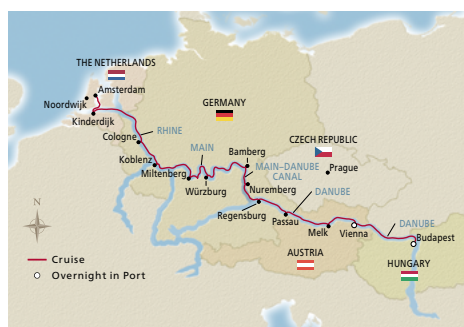 THE NETHERLANDS
Amsterdam
Noordwijk
Kinderdijk
GERMANY
RHINE
Cologne
CZECH REPUBLIC
Koblenz
MAIN
Bamberg
MAIN–DANUBE
CANAL
Prague
Miltenberg
Würzburg
Nuremberg
DANUBE
Regensburg
Passau
Melk
Vienna
DANUBE
Budapest
AUSTRIA
HUNGARY
N
Cruise
Overnight in Port